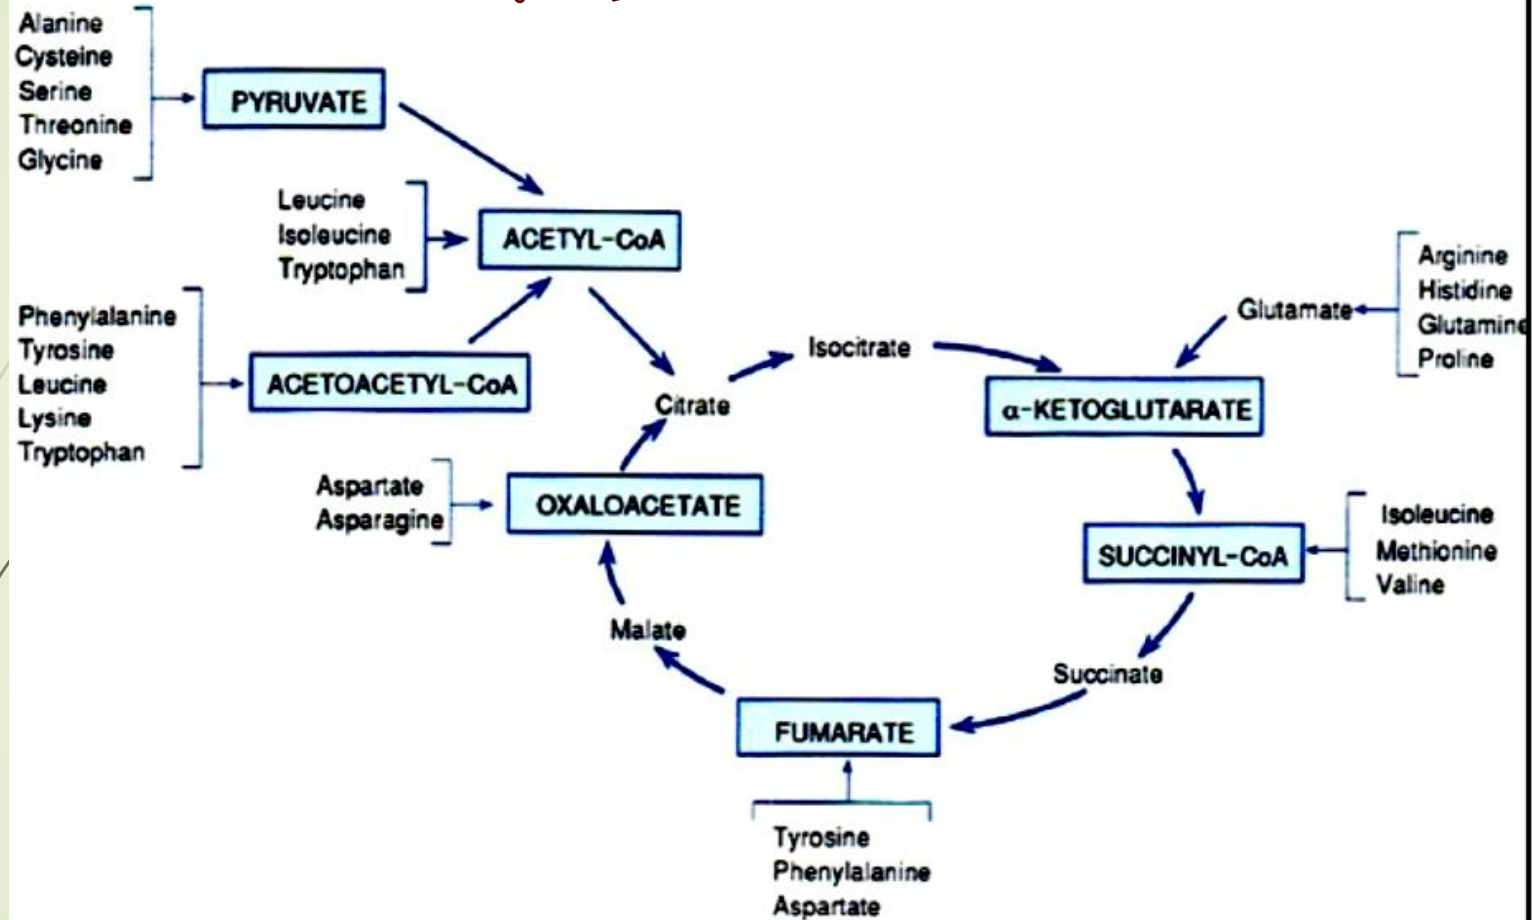 Alanine
Cysteine
Serine
Threonine
Glycine
PYRUVATE
Leucine
Isoleucine
Tryptophan
ACETYL-CoA
Phenylalanine
Tyrosine
Leucine
Lysine
Tryptophan
ACETOACETYL-CoA
Citrate
Isocitrate
Glutamate
Arginine
Histidine
Glutamine
Proline
α-KETOGLUTARATE
Aspartate
Asparagine
OXALOACETATE
SUCCINYL-CoA
Isoleucine
Methionine
Valine
Malate
Succinate
FUMARATE
Tyrosine
Phenylalanine
Aspartate